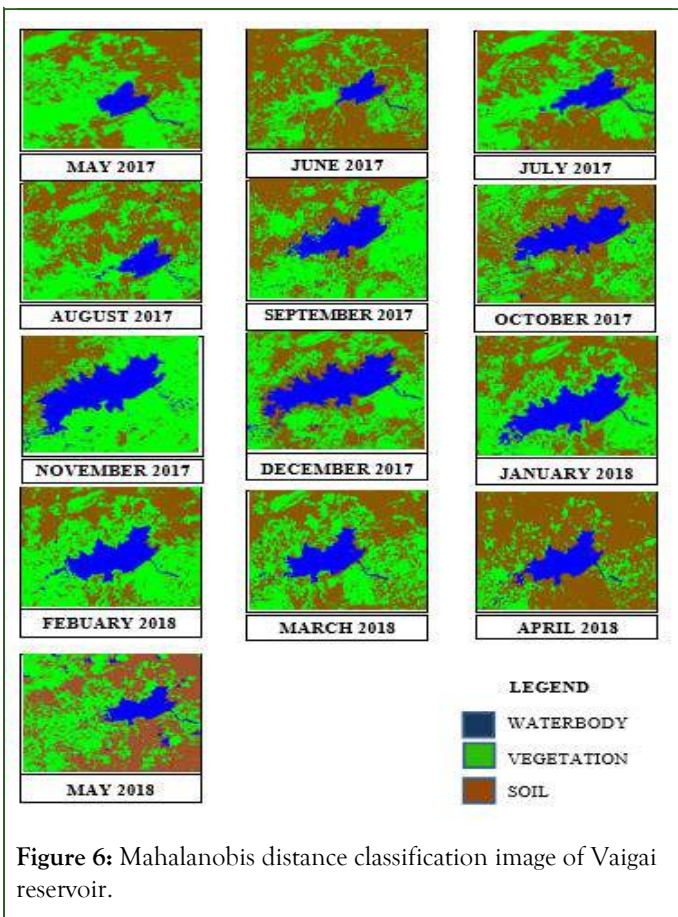 MAY 2017
JUNE 2017
JULY 2017
AUGUST 2017
SEPTEMBER 2017
OCTOBER 2017
NOVEMBER 2017
DECEMBER 2017
JANUARY 2018
FEBUARY 2018
MARCH 2018
APRIL 2018
MAY 2018
LEGEND
WATERBODY
VEGETATION
SOIL
Figure 6: Mahalanobis distance classification image of Vaigai
reservoir.